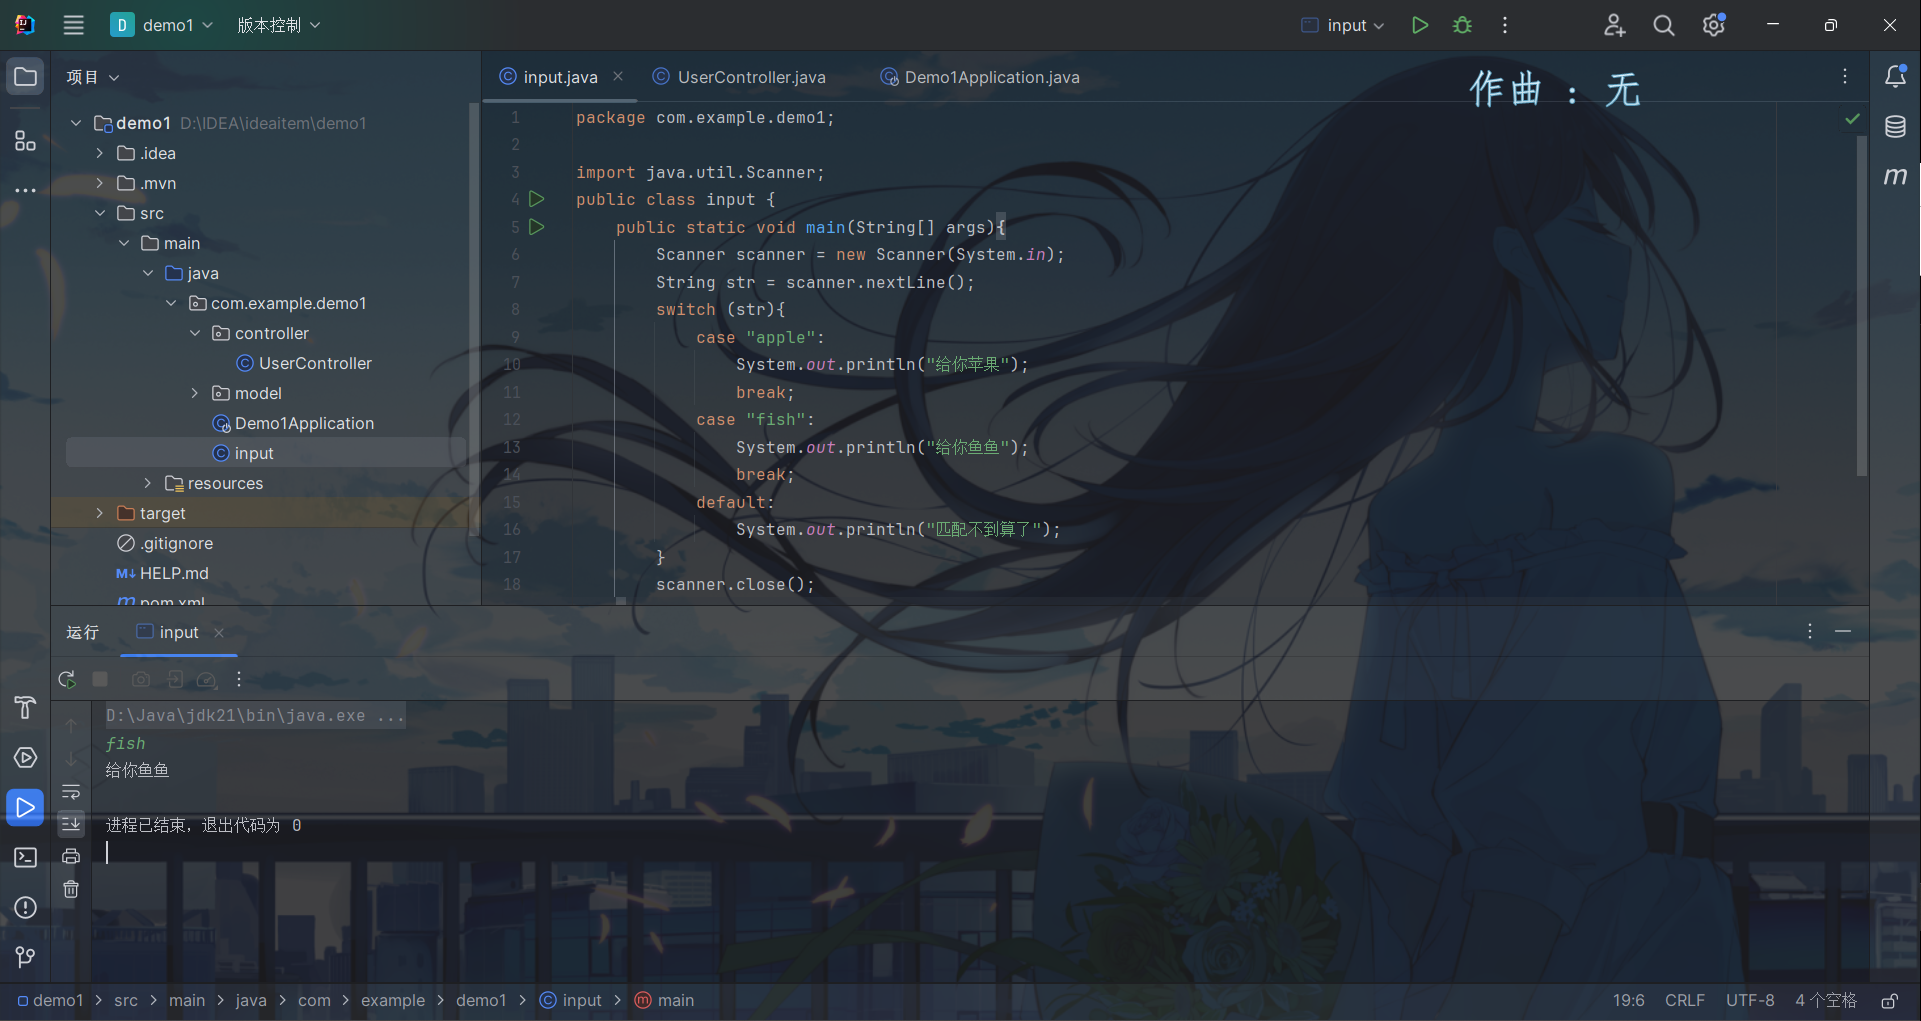 D demo1 版本控制 input
项目
demo1 D:\IDEA\ideaitem\demo1
.idea
.mvn
src
main
java
com.example.demo1
controller
UserController
model
Demo1Application
input
resources
target
.gitignore
M↓ HELP.md
m pom.xml
input.java UserController.java Demo1Application.java
作曲 : 无
1 package com.example.demo1;
2
3 import java.util.Scanner;
4 public class input {
5 public static void main(String[] args){
6 Scanner scanner = new Scanner(System.in);
7 String str = scanner.nextLine();
8 switch (str){
9 case "apple":
10 System.out.println("给你苹果");
11 break;
12 case "fish":
13 System.out.println("给你鱼鱼");
14 break;
15 default:
16 System.out.println("匹配不到算了");
17 }
18 scanner.close();
m
运行 input
D:\Java\jdk21\bin\java.exe ...
fish
给你鱼鱼
进程已结束，退出代码为 0
demo1 > src > main > java > com > example > demo1 > input > main 19:6 CRLF UTF-8 4 个空格